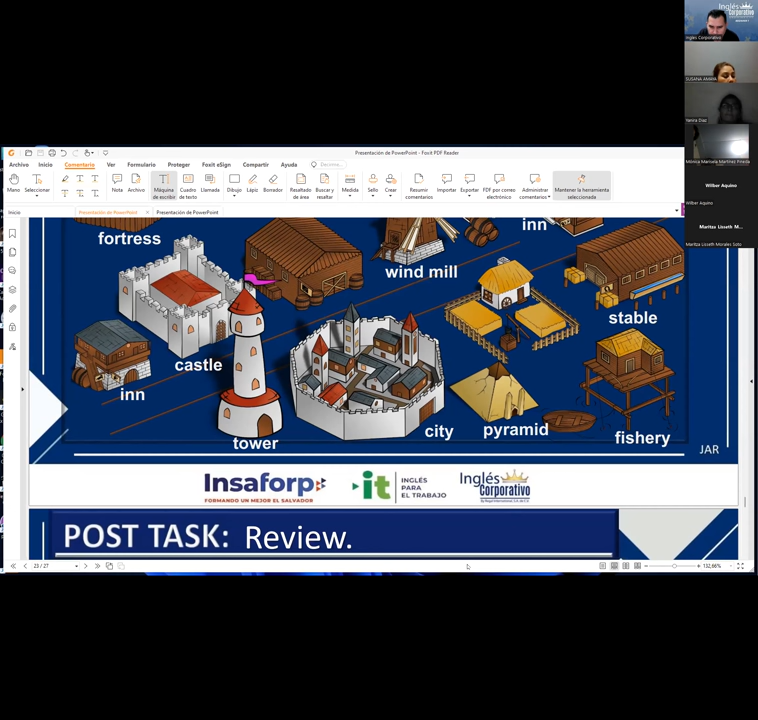 Presentación de PowerPoint - Foxit PDF Reader
Archivo Inicio Comentario Ver Formulario Proteger Foxit eSign Compartir Ayuda
Mano Seleccionar Nota Archivo Máquina de escribir Cuadro de texto Llamada Dibujo Lápiz Borrador Resaltado de área Buscar y resaltar Medida Sello Crear Resumir comentarios Importar Exportar PDF por correo electrónico Administrar comentarios Mantener la herramienta seleccionada
Inicio Presentación de PowerPoint Presentación de PowerPoint
fortress
wind mill
inn
stable
castle
inn
tower
city
pyramid
fishery
JAR
Insaforp
FORMANDO UN MEJOR EL SALVADOR
it INGLÉS PARA EL TRABAJO
Inglés Corporativo
POST TASK: Review.
23 / 27
132,66%
Inglés Corporativo
Inglés Corporativo
SUSANA AMAYA
Yanira Diaz
Mónica Marisela Martínez Pineda
Wilber Aquino
Wilber Aquino
Maritza Lisseth M...
Maritza Lisseth Morales Soto